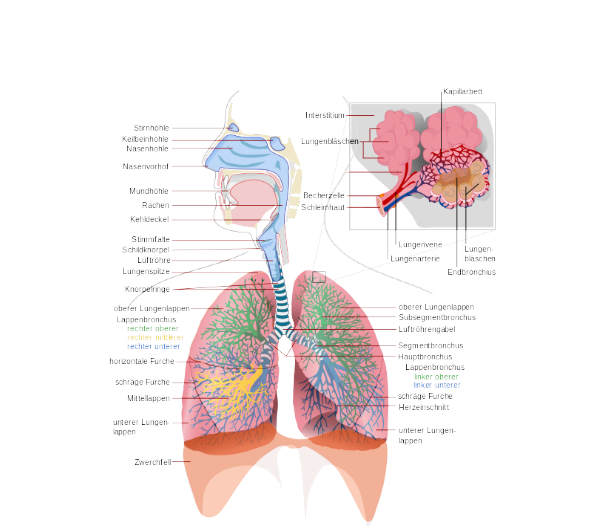 Kapillarbett
Interstitium
Lungenbläschen
Becherzelle
Schleimhaut
Lungenvene
Lungenarterie
Lungen-
bläschen
Endbronchius
Stirnhöhle
Keilbeinhöhle
Nasenhöhle
Nasenvorhof
Mundhöhle
Rachen
Kehldeckel
Stimmfalte
Schildknorpel
Luftröhre
Lungenspitze
Knorpelringe
oberer Lungenlappen
Lappenbronchus
rechter oberer
rechter mittlerer
rechter unterer
horizontale Furche
schräge Furche
Mittellappen
unterer Lungen-
lappen
Zwerchfell
oberer Lungenlappen
Subsegmentbronchus
Luftröhrengabel
Segmentbronchus
Hauptbronchus
Lappenbronchus
linker oberer
linker unterer
schräge Furche
Herzeinschnitt
unterer Lungen-
lappen